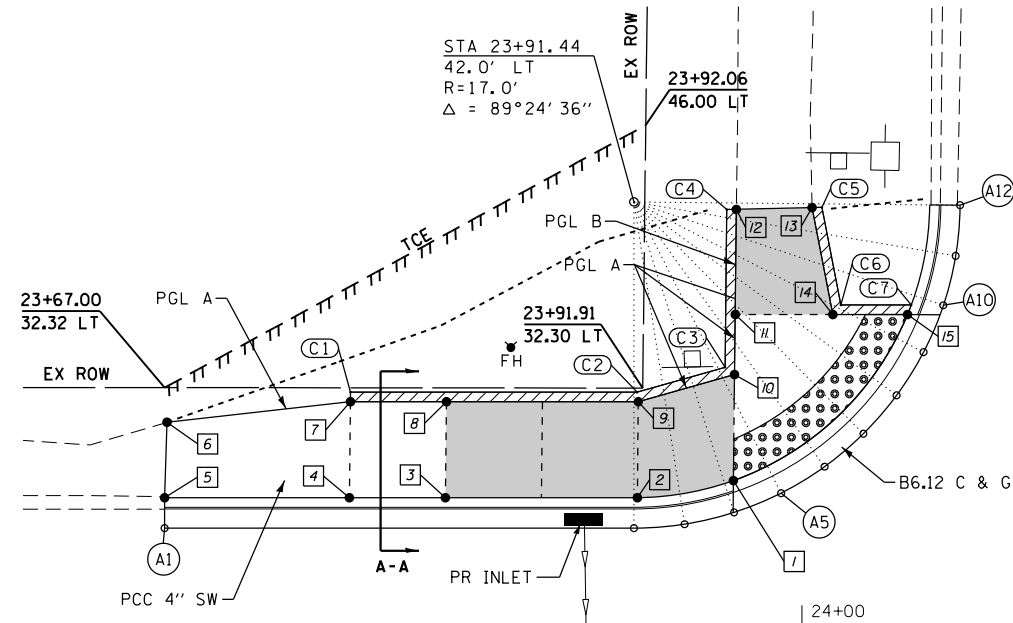 STA 23+91.44
42.0' LT
R=17.0'
Δ = 89°24'36"
EX ROW
23+92.06
46.00 LT
C4
C5
A12
PGL B
12
13
TCE
PGL A
C6
C7
A10
14
23+67.00
32.32 LT
PGL A
23+91.91
32.30 LT
11
15
C1
FH
C3
C2
EX ROW
10
6
7
8
9
B6.12 C & G
5
4
3
2
A5
A1
1
A-A
PR INLET
PCC 4" SW
24+00